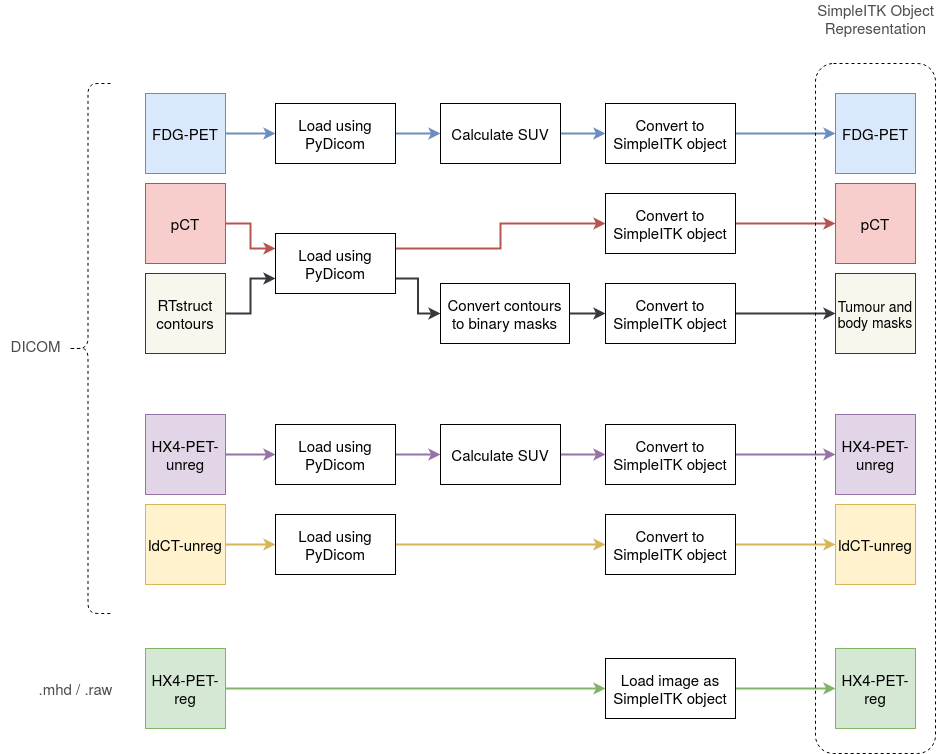 SimpleITK Object
Representation
FDG-PET
Load using
PyDicom
Calculate SUV
Convert to
SimpleITK object
FDG-PET
pCT
Convert to
SimpleITK object
pCT
Load using
PyDicom
RTstruct
contours
Convert contours
to binary masks
Convert to
SimpleITK object
Tumour and
body masks
DICOM
HX4-PET-
unreg
Load using
PyDicom
Calculate SUV
Convert to
SimpleITK object
HX4-PET-
unreg
ldCT-unreg
Load using
PyDicom
Convert to
SimpleITK object
ldCT-unreg
.mhd / .raw
HX4-PET-
reg
Load image as
SimpleITK object
HX4-PET-
reg